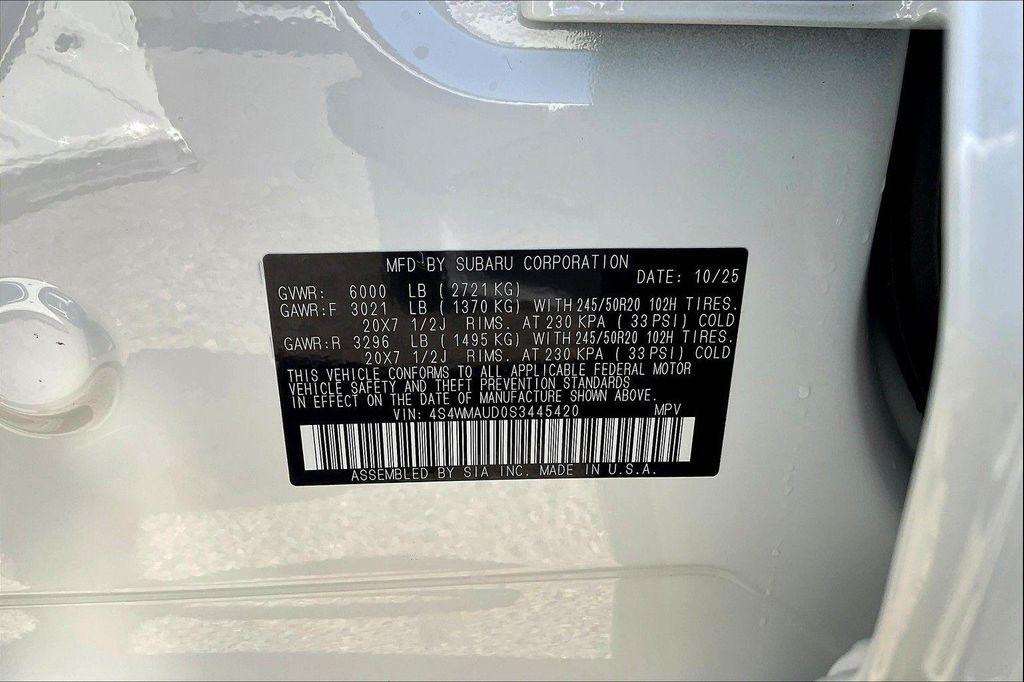 MFD BY SUBARU CORPORATION
DATE: 10/25
GVWR: 6000 LB (2721 KG)
GAWR:F 3021 LB (1370 KG) WITH 245/50R20 102H TIRES.
20X7 1/2J RIMS. AT 230 KPA (33 PSI) COLD
GAWR:R 3296 LB (1495 KG) WITH 245/50R20 102H TIRES.
20X7 1/2J RIMS. AT 230 KPA (33 PSI) COLD
THIS VEHICLE CONFORMS TO ALL APPLICABLE FEDERAL MOTOR
VEHICLE SAFETY AND THEFT PREVENTION STANDARDS
IN EFFECT ON THE DATE OF MANUFACTURE SHOWN ABOVE.
VIN: 4S4WMAUD0S3445420 MPV
ASSEMBLED BY SIA INC. MADE IN U.S.A.